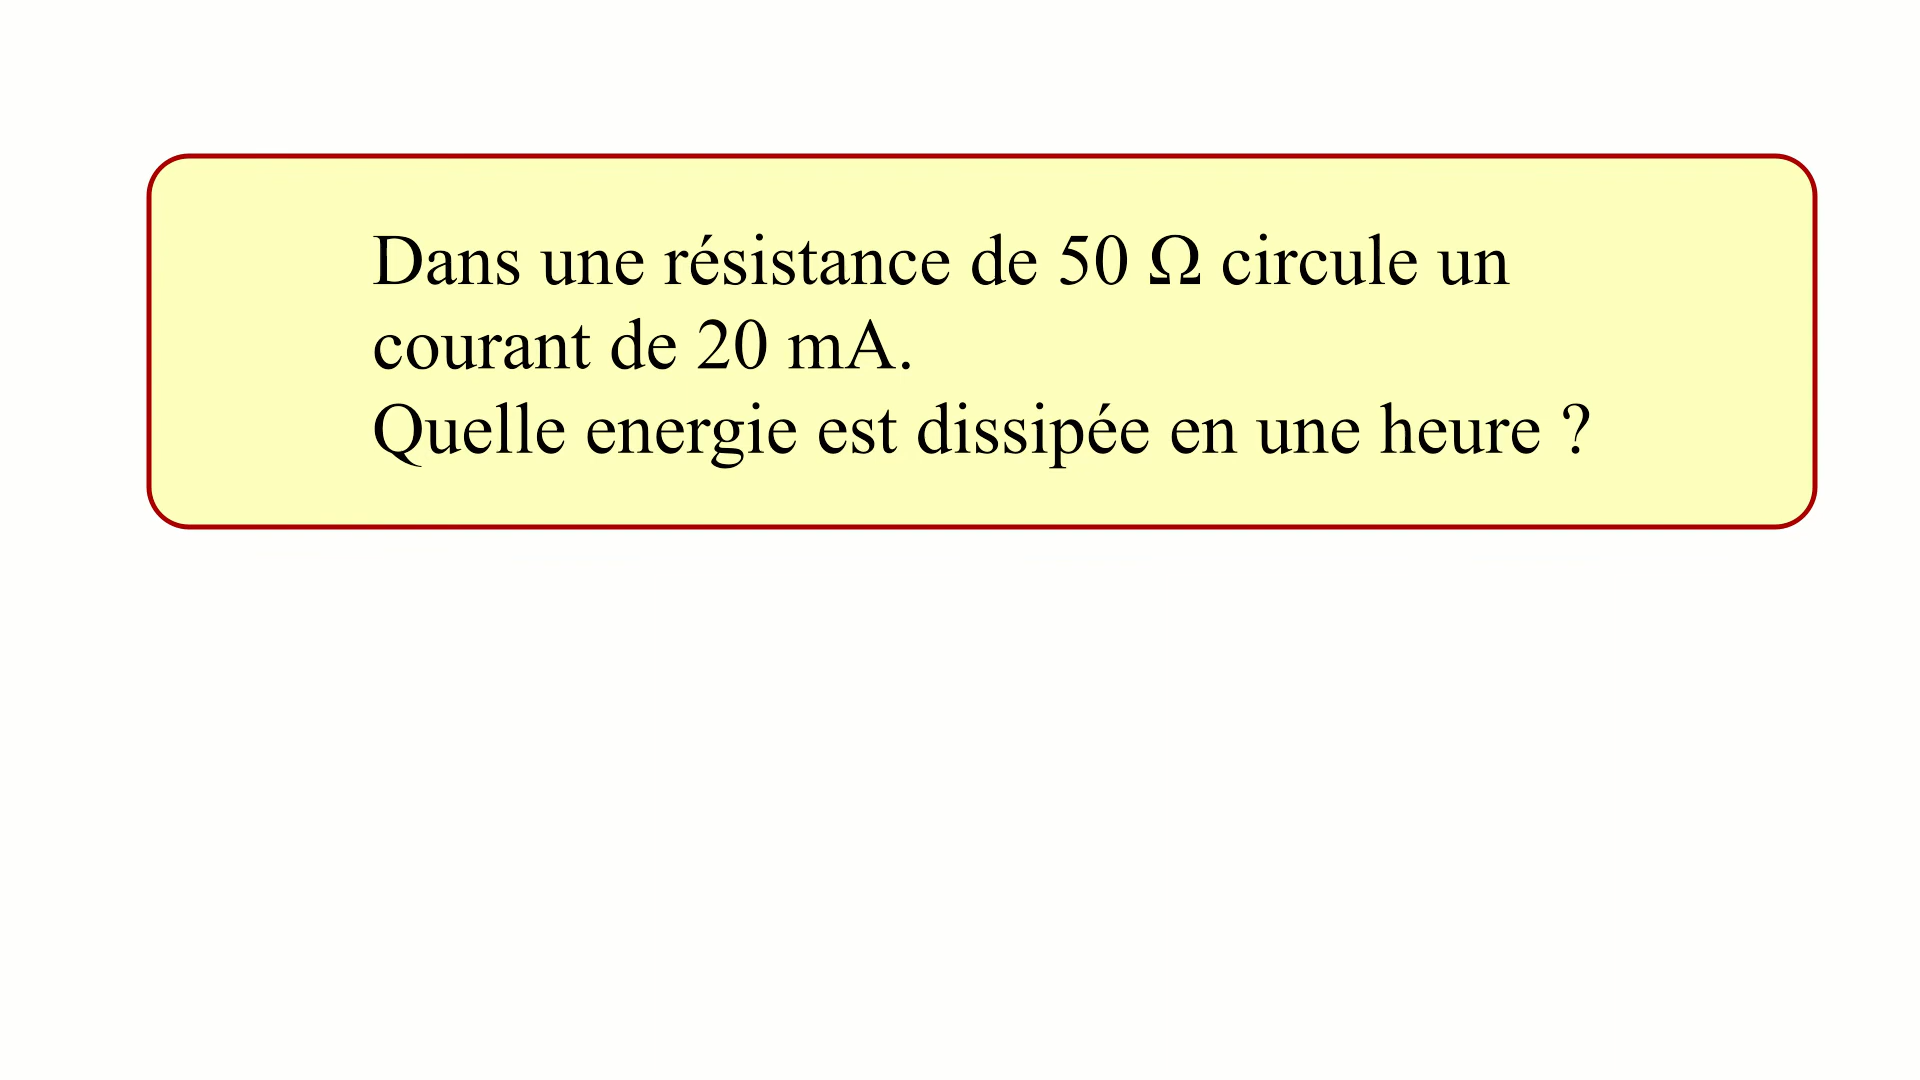 Dans une résistance de 50 Ω circule un
courant de 20 mA.
Quelle energie est dissipée en une heure ?